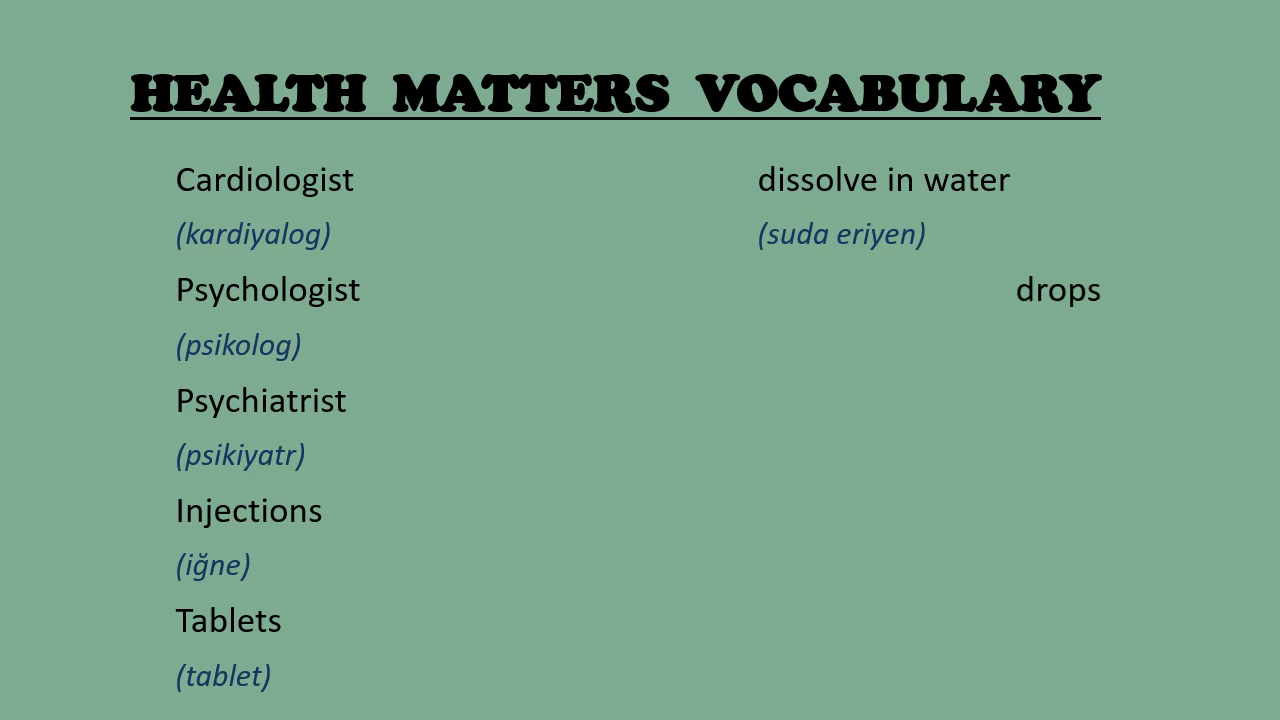 HEALTH MATTERS VOCABULARY
Cardiologist
(kardiyalog)
Psychologist
(psikolog)
Psychiatrist
(psikiyatr)
Injections
(iğne)
Tablets
(tablet)
dissolve in water
(suda eriyen)
drops